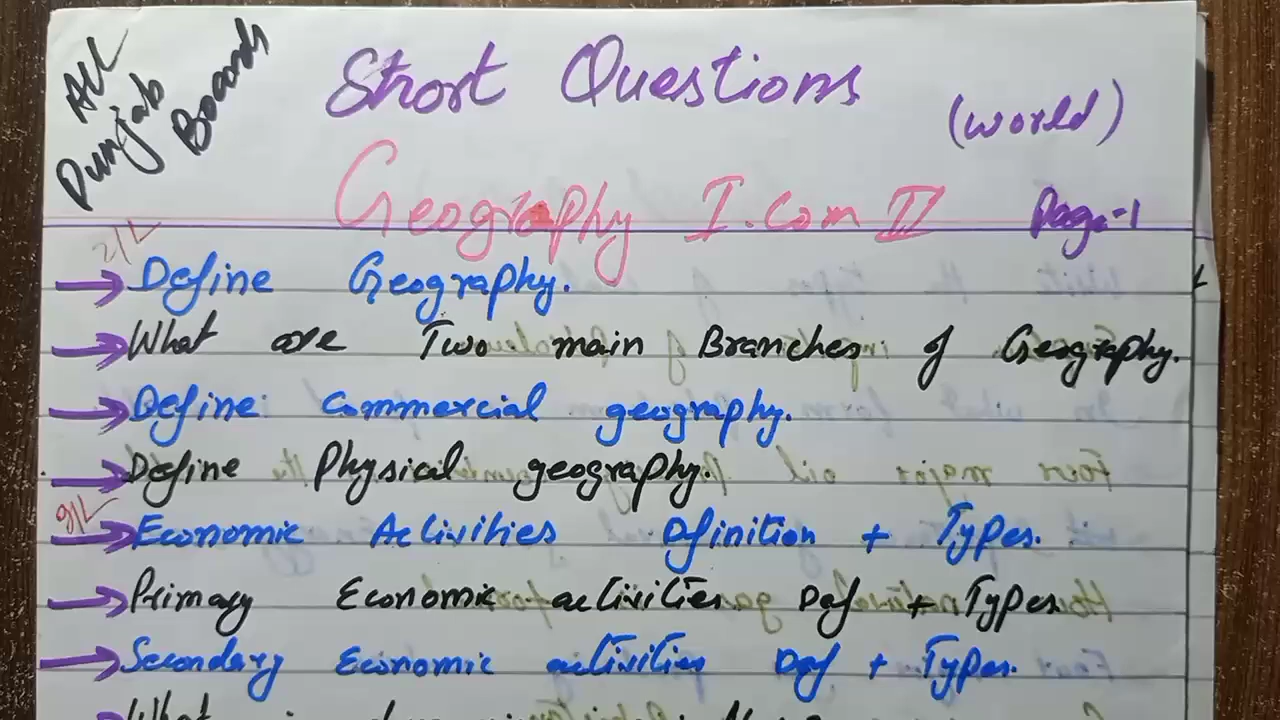 All
Punjab
Boards
Short Questions
(World)
Geography I.Com II
Page-1
Define Geography.
What are Two main Branches of Geography.
Define commercial geography.
Define Physical geography.
Economic Activities Definition + Types.
Primary Economic activities Def + Types.
Secondary Economic activities Def + Types.
What